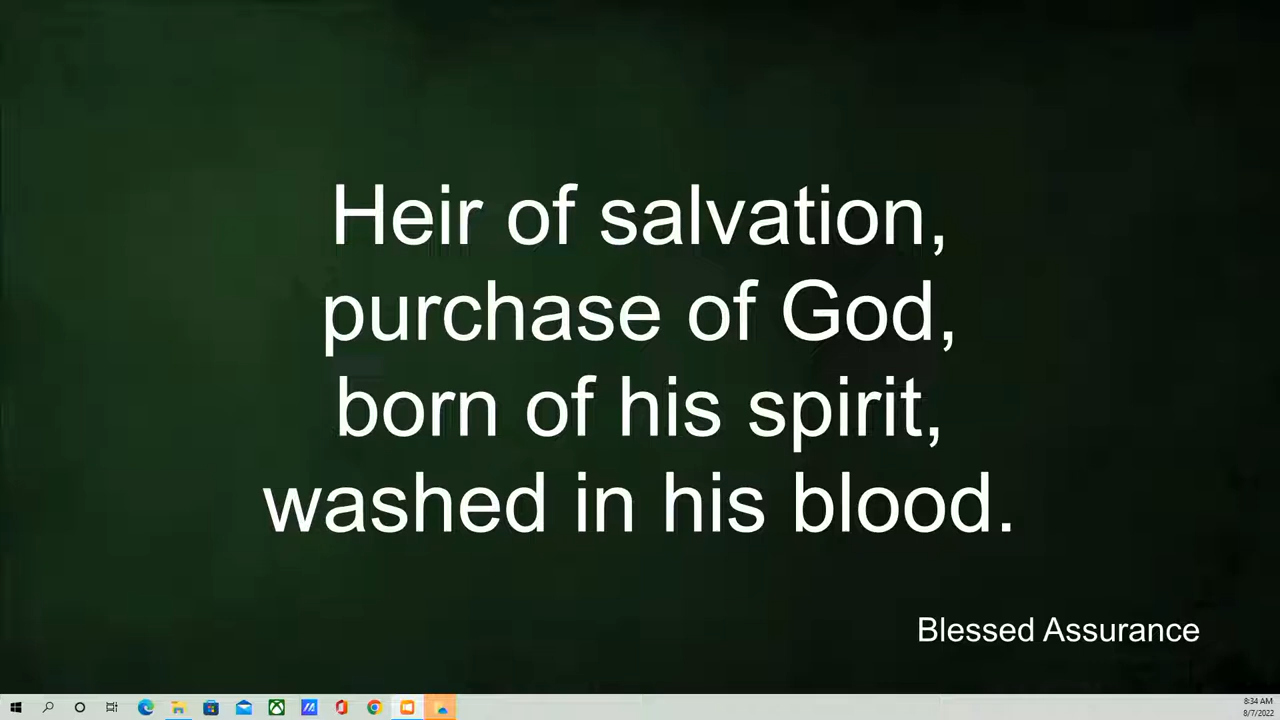 Heir of salvation,
purchase of God,
born of his spirit,
washed in his blood.
Blessed Assurance
8:34 AM
8/7/2022